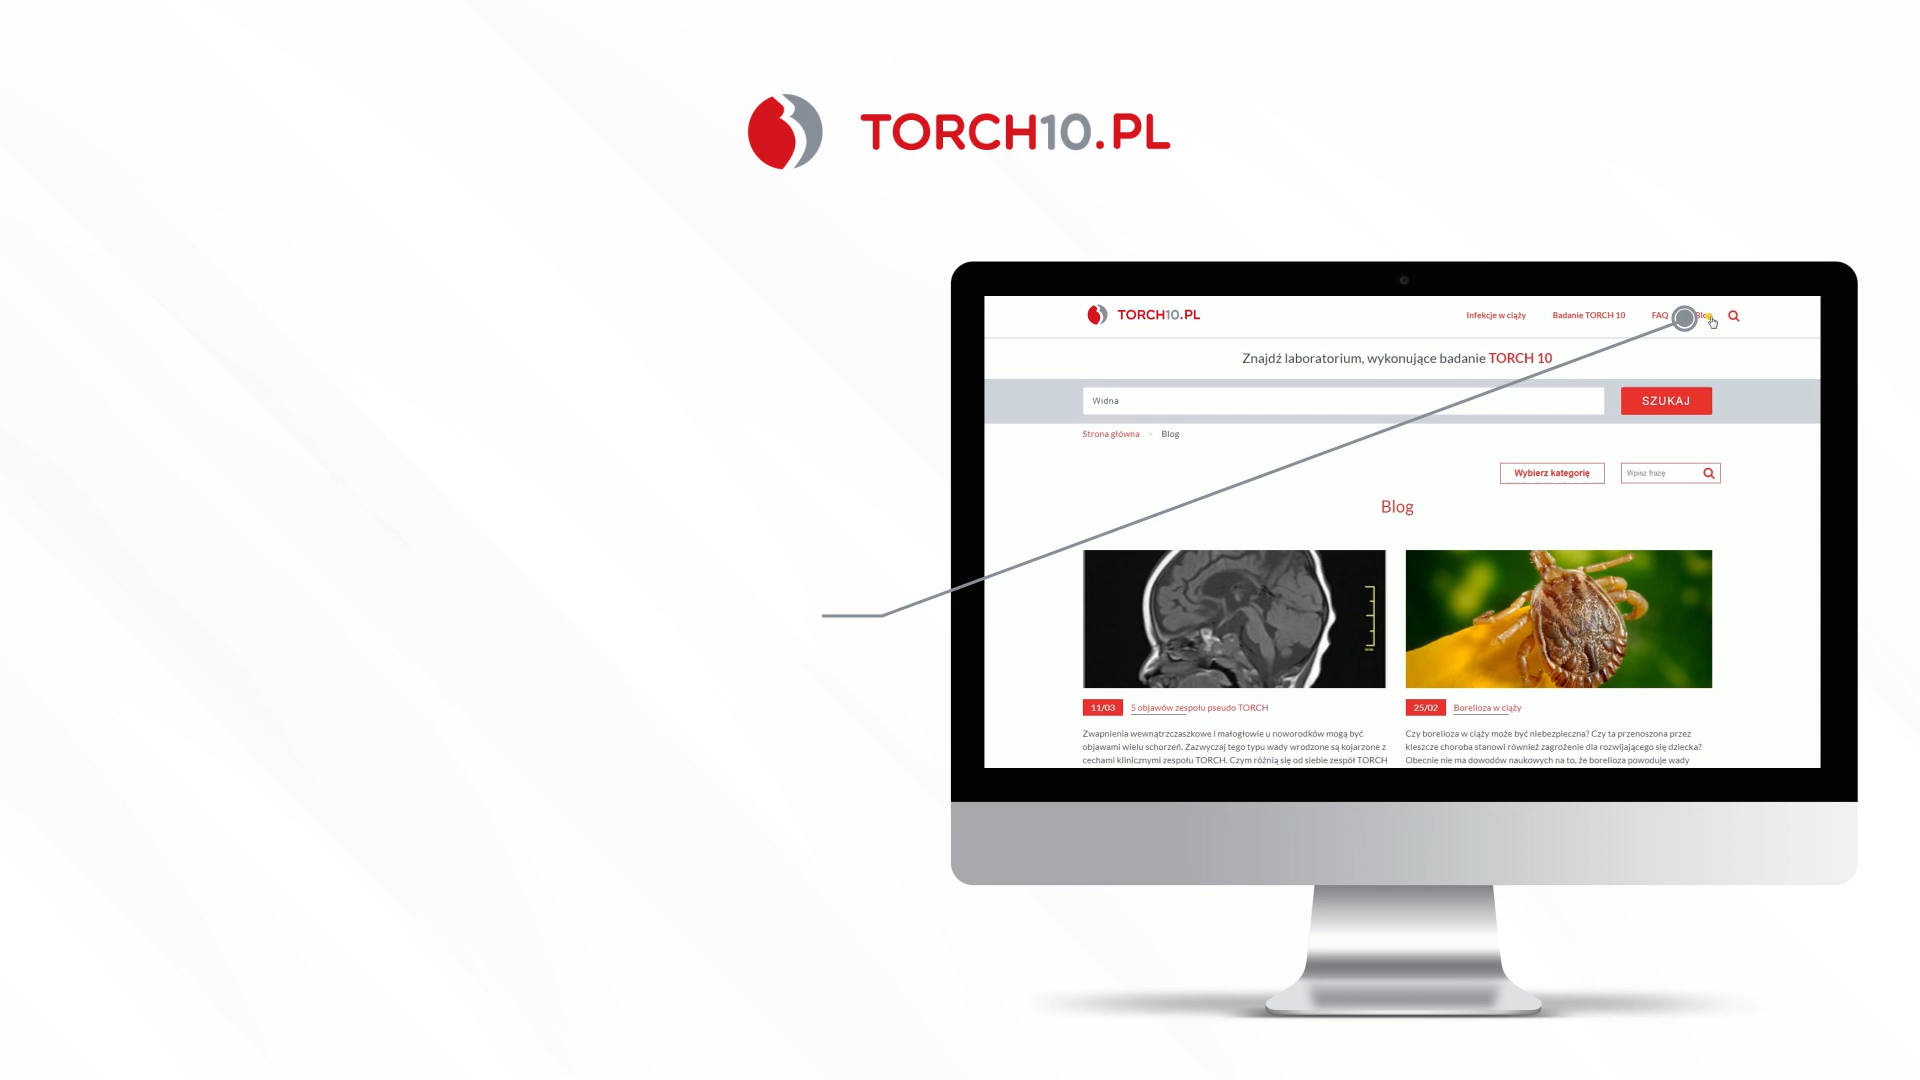 TORCH10.PL
TORCH10.PL
Infekcje w ciąży
Badanie TORCH 10
FAQ
Blog
Znajdź laboratorium, wykonujące badanie TORCH 10
Widna
SZUKAJ
Strona główna > Blog
Wybierz kategorię
Wpisz frazę
Blog
11/03 5 objawów zespołu pseudo TORCH
Zwapnienia wewnątrzczaszkowe i małogłowie u noworodków mogą być
objawami wielu schorzeń. Zazwyczaj tego typu wady wrodzone są kojarzone z
cechami klinicznymi zespołu TORCH. Czym różnią się od siebie zespół TORCH
25/02 Borelioza w ciąży
Czy borelioza w ciąży może być niebezpieczna? Czy ta przenoszona przez
kleszcze choroba stanowi również zagrożenie dla rozwijającego się dziecka?
Obecnie nie ma dowodów naukowych na to, że borelioza powoduje wady